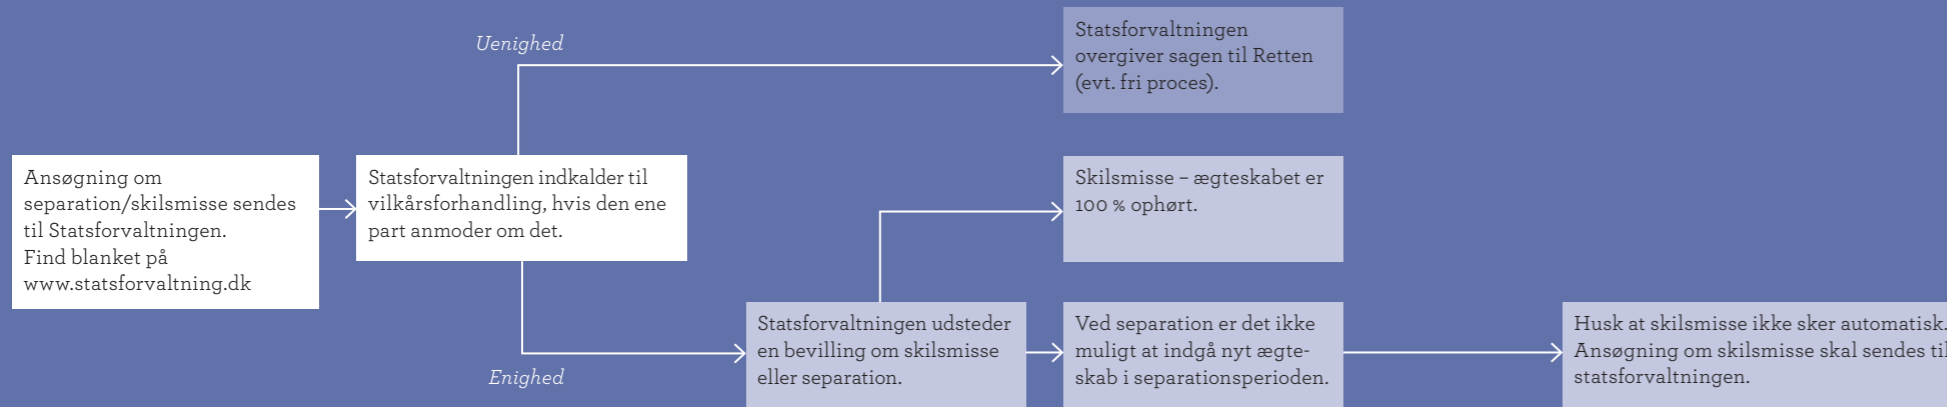 Uenighed
Statsforvaltningen
overgiver sagen til Retten
(evt. fri proces).
Ansøgning om
separation/skilsmisse sendes
til Statsforvaltningen.
Find blanket på
www.statsforvaltning.dk
Statsforvaltningen indkalder til
vilkårsforhandling, hvis den ene
part anmoder om det.
Skilsmisse – ægteskabet er
100 % ophørt.
Enighed
Statsforvaltningen udsteder
en bevilling om skilsmisse
eller separation.
Ved separation er det ikke
muligt at indgå nyt ægte-
skab i separationsperioden.
Husk at skilsmisse ikke sker automatisk.
Ansøgning om skilsmisse skal sendes til
statsforvaltningen.